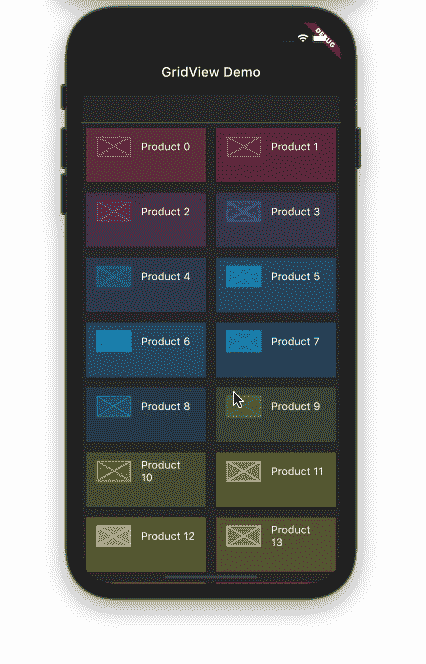 DEBUG
GridView Demo
Product 0
Product 1
Product 2
Product 3
Product 4
Product 5
Product 6
Product 7
Product 8
Product 9
Product
10
Product 11
Product 12
Product
13